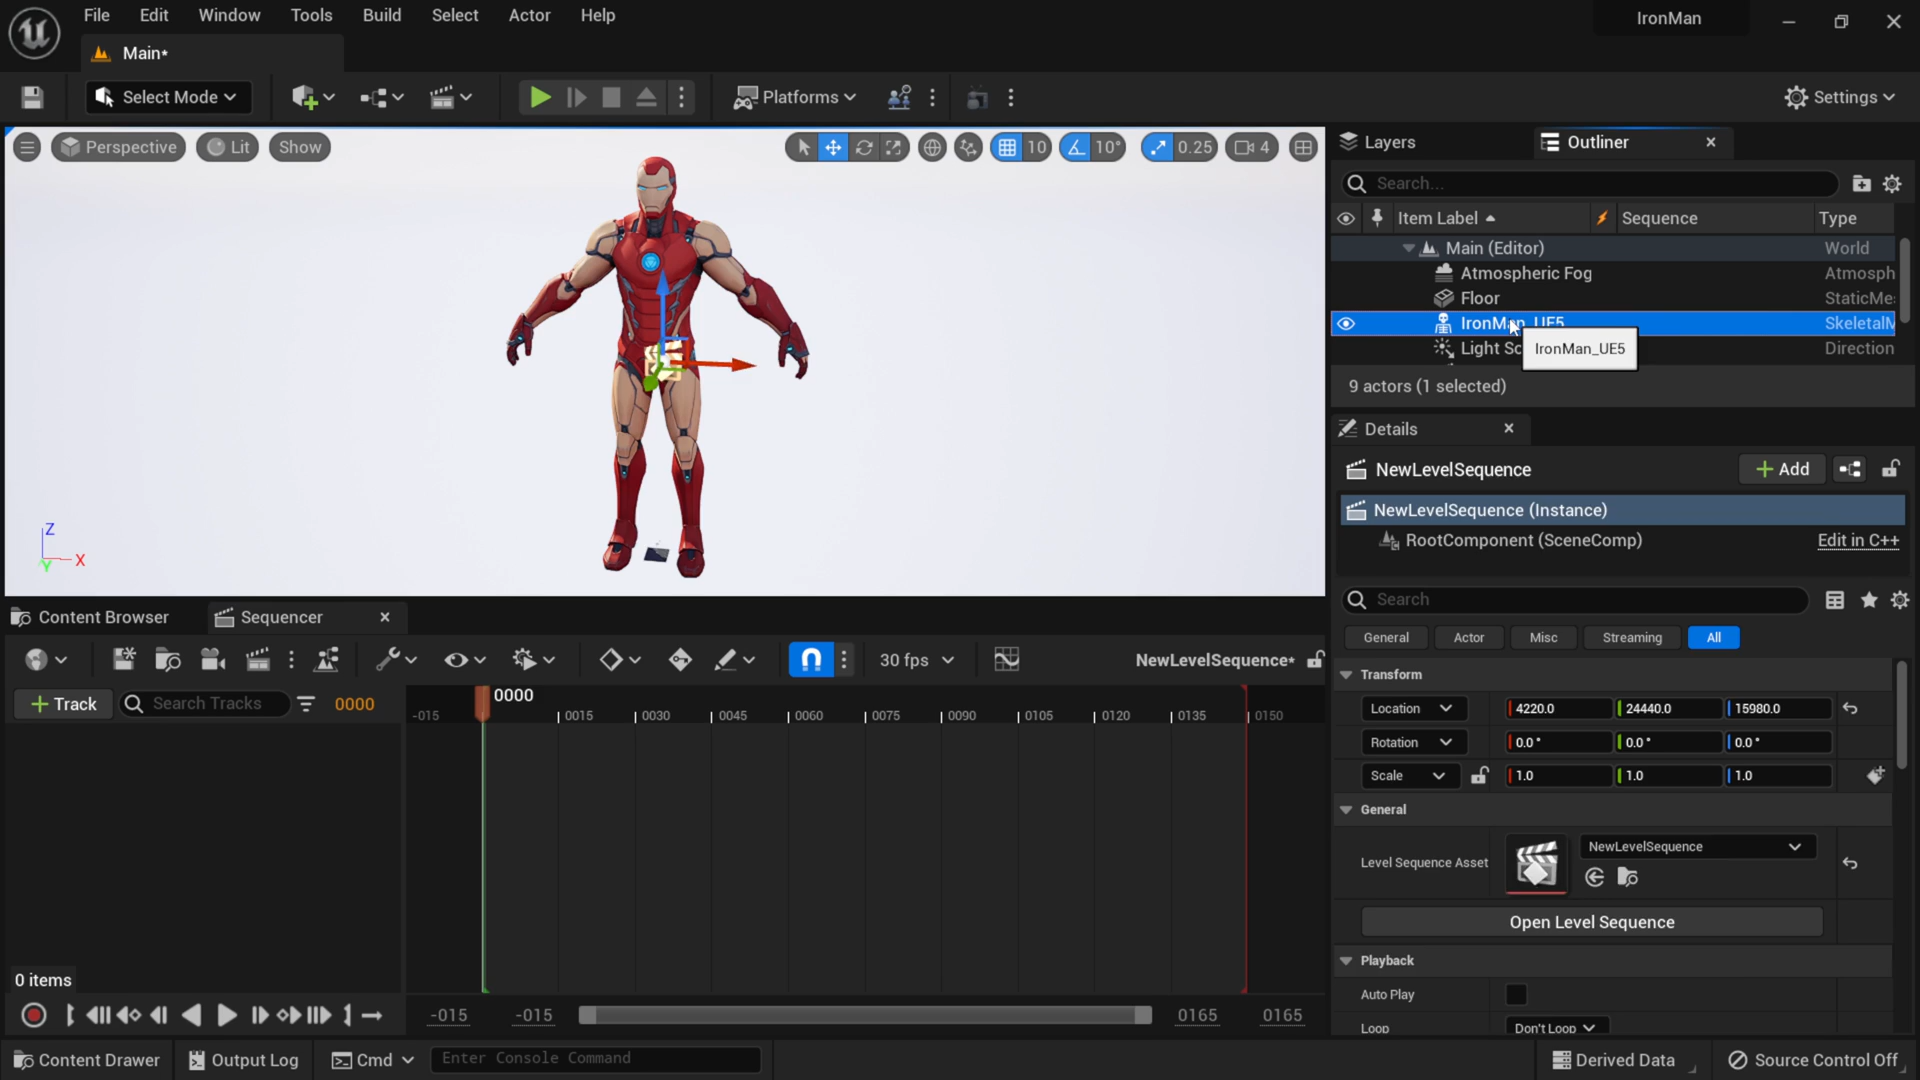 File Edit Window Tools Build Select Actor Help
IronMan
Main*
Select Mode
Platforms
Settings
Perspective Lit Show
10 10° 0.25 4
Layers Outliner
Search...
Item Label Sequence Type
Main (Editor) World
Atmospheric Fog Atmosph
Floor StaticMe
IronMan_UE5 SkeletalM
Light So Direction
IronMan_UE5
9 actors (1 selected)
Details
NewLevelSequence Add
NewLevelSequence (Instance)
RootComponent (SceneComp) Edit in C++
Search
General Actor Misc Streaming All
Transform
Location 4220.0 24440.0 15980.0
Rotation 0.0° 0.0° 0.0°
Scale 1.0 1.0 1.0
General
Level Sequence Asset NewLevelSequence
Open Level Sequence
Playback
Auto Play
Loop Don't Loop
Z
X
Y
Content Browser Sequencer
30 fps NewLevelSequence*
+ Track Search Tracks 0000
0000
-015 0015 0030 0045 0060 0075 0090 0105 0120 0135 0150
0 items
-015 -015 0165 0165
Content Drawer Output Log Cmd Enter Console Command Derived Data Source Control Off